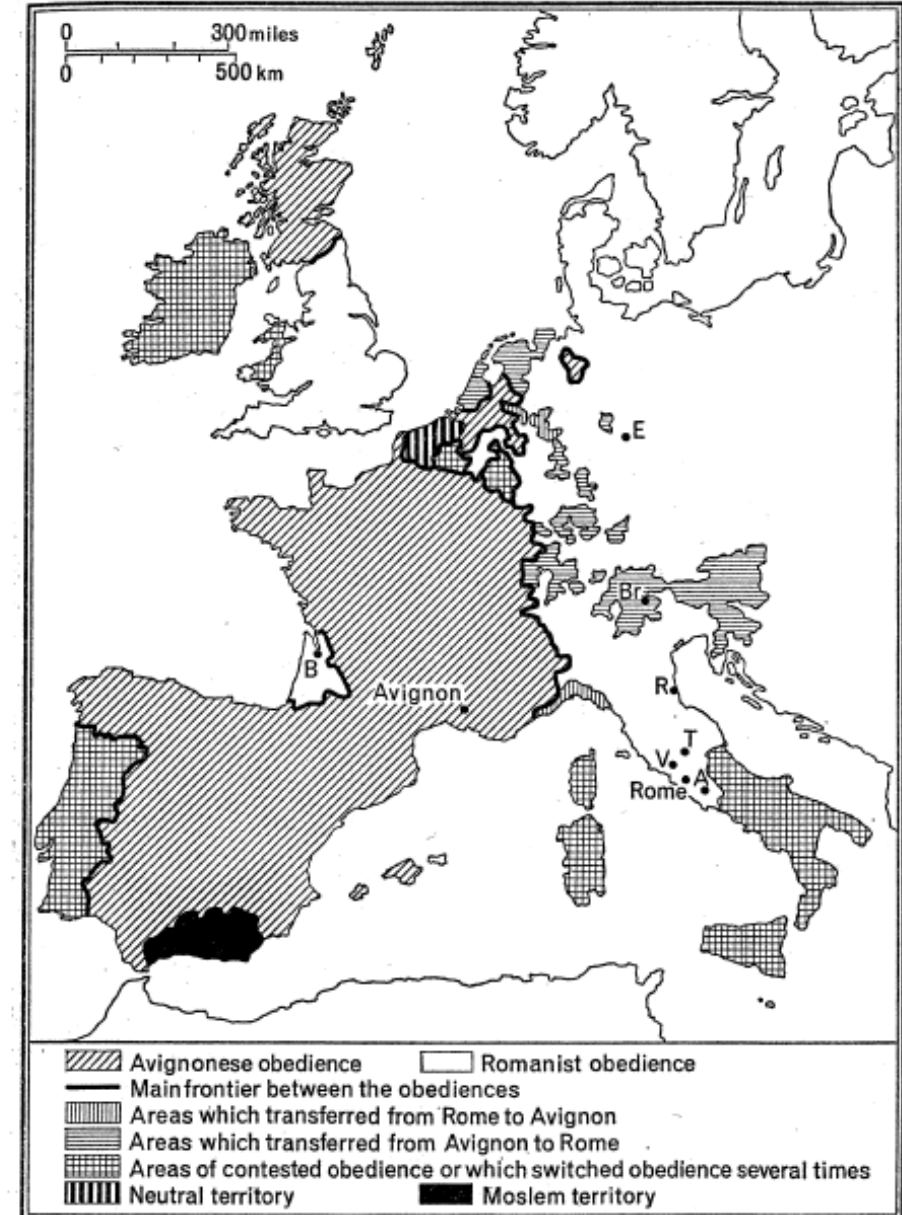 0 300 miles
0 500 km
E
Br
B
Avignon
R
T
V
A
Rome
Avignonese obedience Romanist obedience
Main frontier between the obediences
Areas which transferred from Rome to Avignon
Areas which transferred from Avignon to Rome
Areas of contested obedience or which switched obedience several times
Neutral territory Moslem territory